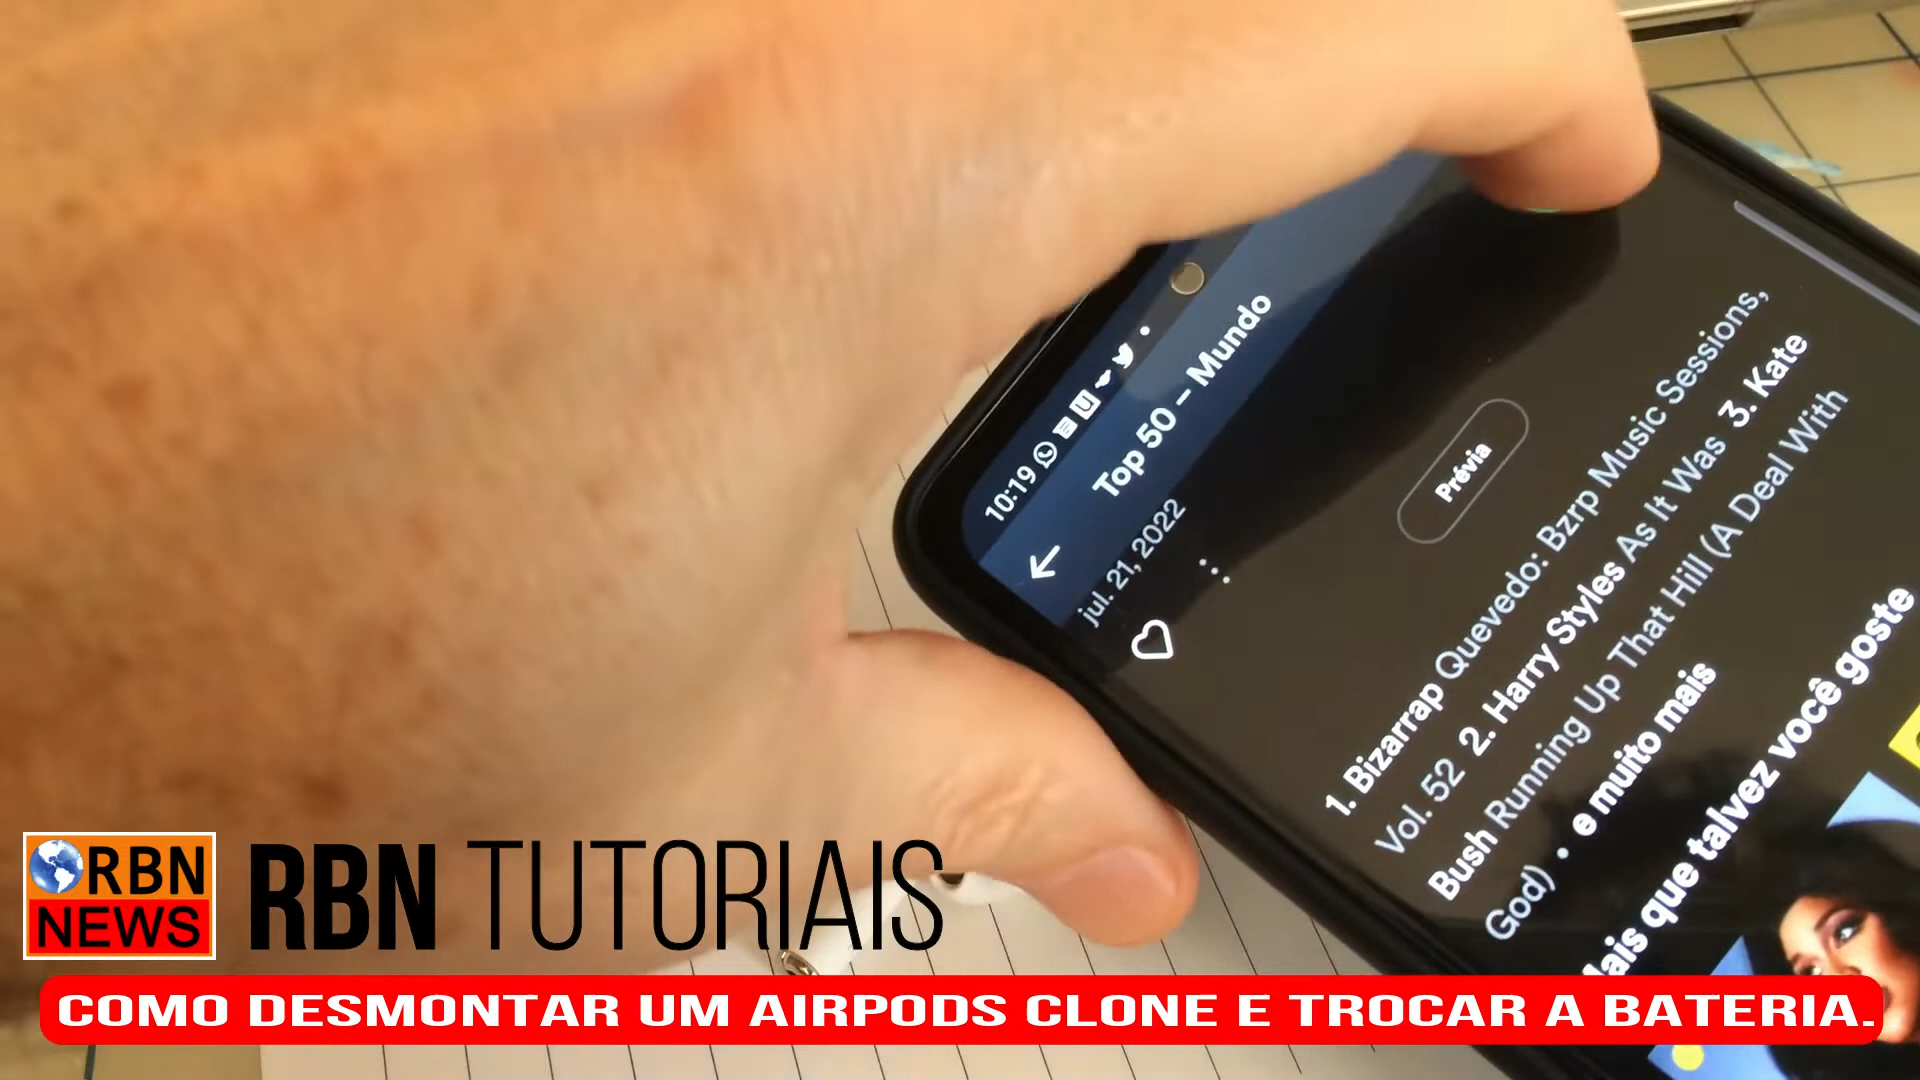 10:19
Top 50 – Mundo
jul. 21, 2022
Prévia
1. Bizarrap Quevedo: Bzrp Music Sessions,
Vol. 52 2. Harry Styles As It Was 3. Kate
Bush Running Up That Hill (A Deal With
God) • e muito mais
Mais que talvez você goste
RBN
NEWS
RBN TUTORIAIS
COMO DESMONTAR UM AIRPODS CLONE E TROCAR A BATERIA.